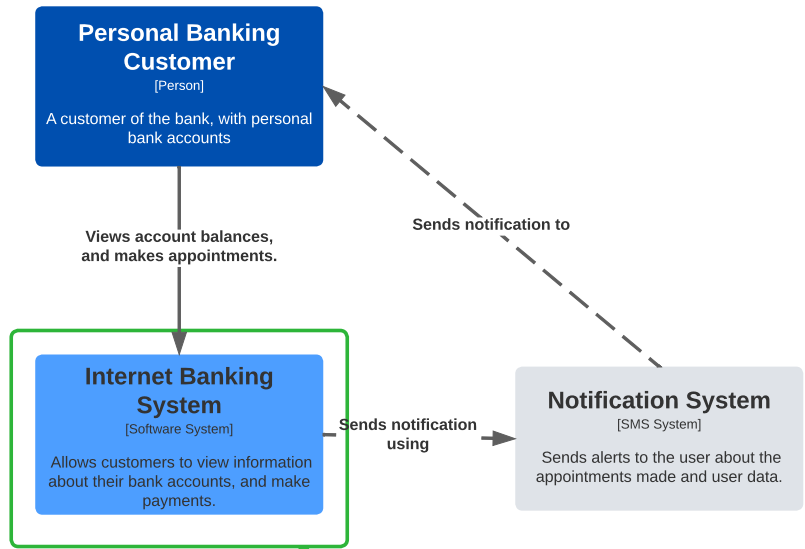 Personal Banking
Customer
[Person]
A customer of the bank, with personal
bank accounts
Sends notification to
Views account balances,
and makes appointments.
Internet Banking
System
[Software System]
Allows customers to view information
about their bank accounts, and make
payments.
Sends notification
using
Notification System
[SMS System]
Sends alerts to the user about the
appointments made and user data.